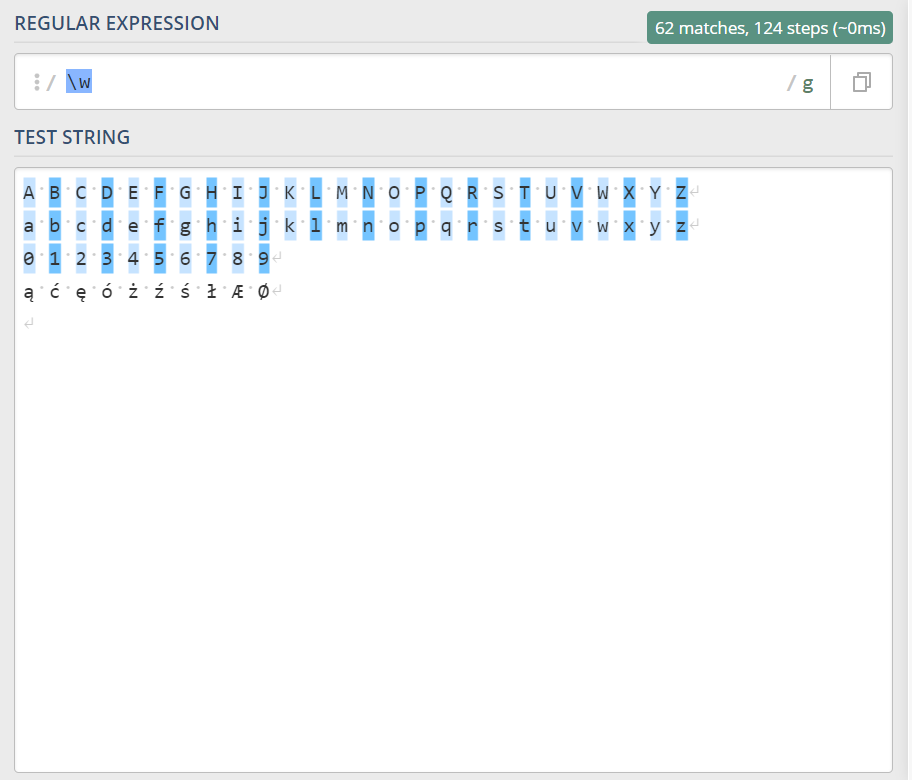 REGULAR EXPRESSION
62 matches, 124 steps (~0ms)
/ \w / g
TEST STRING
A·B·C·D·E·F·G·H·I·J·K·L·M·N·O·P·Q·R·S·T·U·V·W·X·Y·Z↵
a·b·c·d·e·f·g·h·i·j·k·l·m·n·o·p·q·r·s·t·u·v·w·x·y·z↵
0·1·2·3·4·5·6·7·8·9↵
ą·ć·ę·ó·ż·ź·ś·ł·Æ·Ø↵
↵